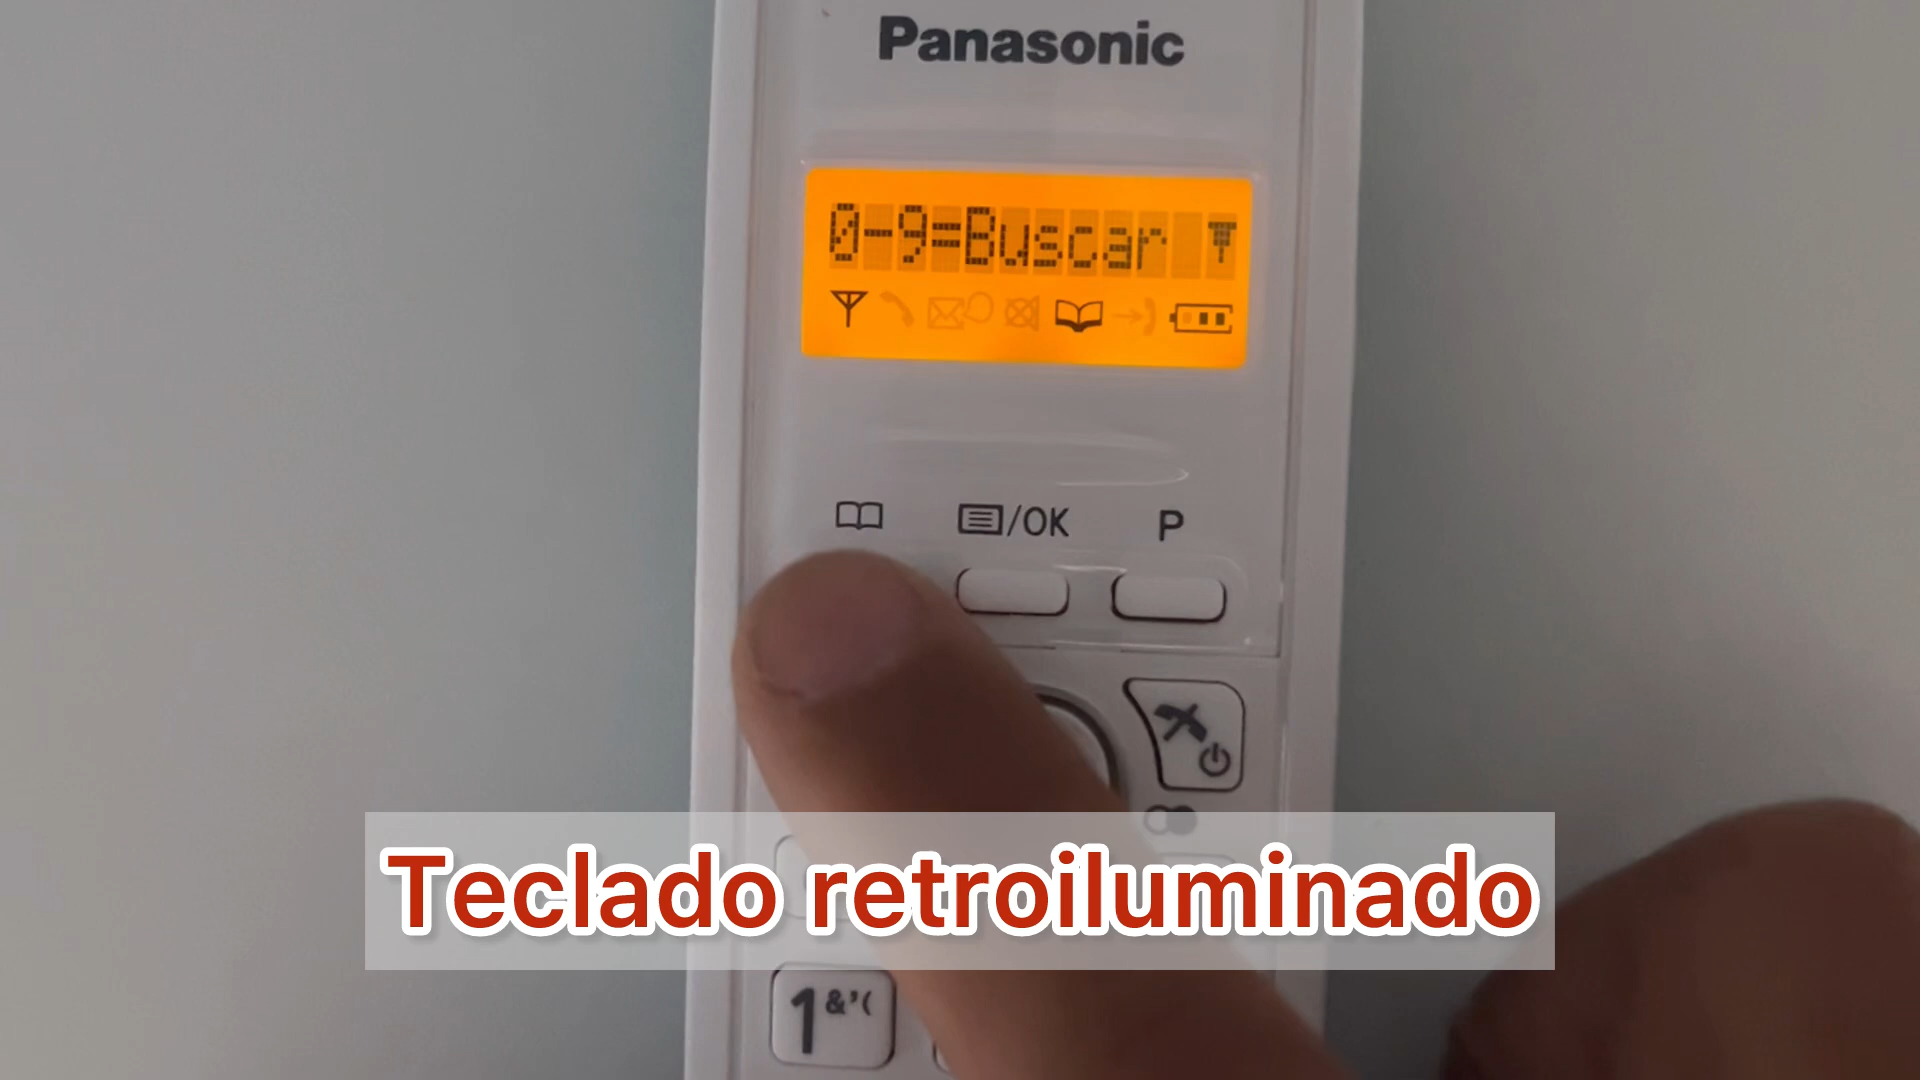 Panasonic
0-9=Buscar
/OK
P
Teclado retroiluminado
1 &'(